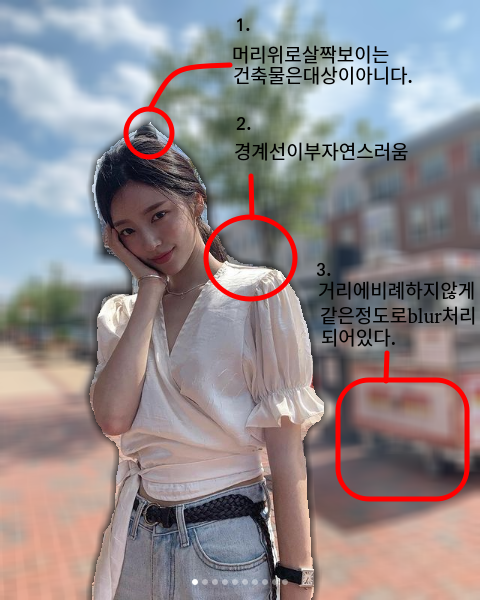 1.
머리위로살짝보이는
건축물은대상이아니다.
2.
경계선이부자연스러움
3.
거리에비례하지않게
같은정도로blur처리
되어있다.